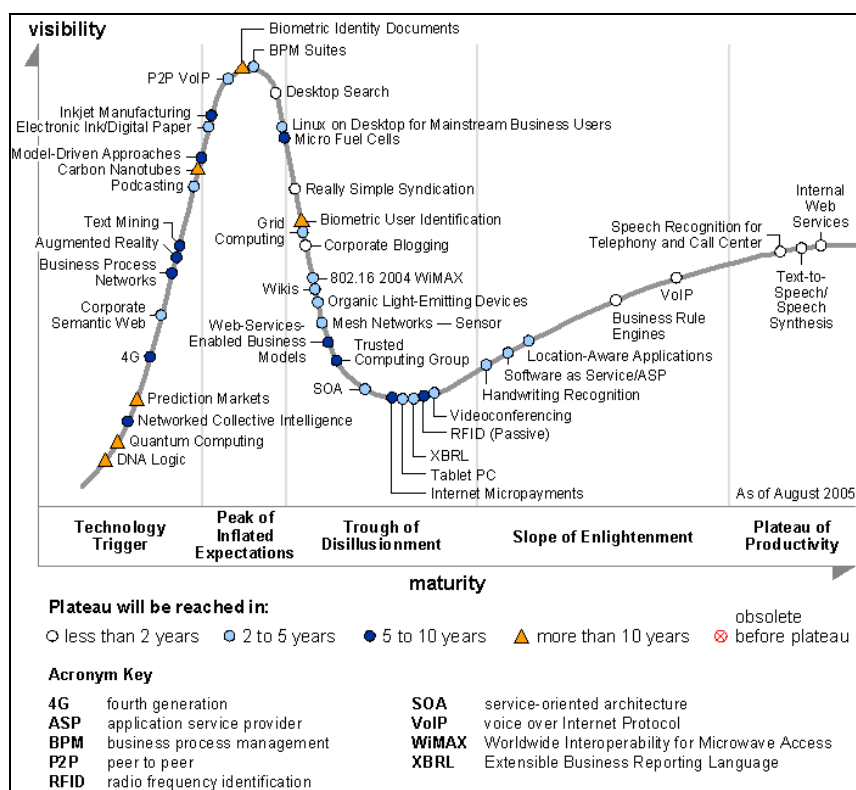 visibility
Biometric Identity Documents
BPM Suites
P2P VoIP
Desktop Search
Inkjet Manufacturing
Electronic Ink/Digital Paper
Linux on Desktop for Mainstream Business Users
Micro Fuel Cells
Model-Driven Approaches
Carbon Nanotubes
Podcasting
Really Simple Syndication
Text Mining
Augmented Reality
Business Process
Networks
Grid
Computing
Biometric User Identification
Corporate Blogging
Internal
Web
Services
Speech Recognition for
Telephony and Call Center
Text-to-
Speech/
Speech
Synthesis
Corporate
Semantic Web
Wikis
802.16 2004 WiMAX
Organic Light-Emitting Devices
Mesh Networks — Sensor
Web-Services-
Enabled Business
Models
Trusted
Computing Group
VoIP
Business Rule
Engines
4G
Location-Aware Applications
Software as Service/ASP
Handwriting Recognition
SOA
Prediction Markets
Networked Collective Intelligence
Quantum Computing
DNA Logic
Videoconferencing
RFID (Passive)
XBRL
Tablet PC
Internet Micropayments
As of August 2005
Technology
Trigger
Peak of
Inflated
Expectations
Trough of
Disillusionment
Slope of Enlightenment
Plateau of
Productivity
maturity
Plateau will be reached in:
less than 2 years
2 to 5 years
5 to 10 years
more than 10 years
obsolete
before plateau
Acronym Key
4G fourth generation
ASP application service provider
BPM business process management
P2P peer to peer
RFID radio frequency identification
SOA service-oriented architecture
VoIP voice over Internet Protocol
WiMAX Worldwide Interoperability for Microwave Access
XBRL Extensible Business Reporting Language